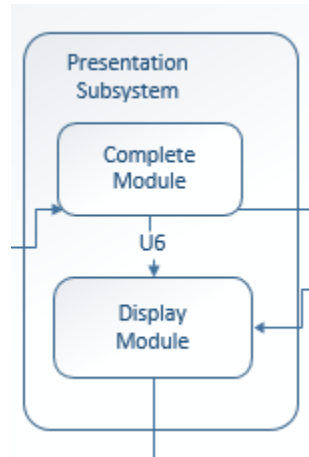 Presentation
Subsystem
Complete
Module
U6
Display
Module